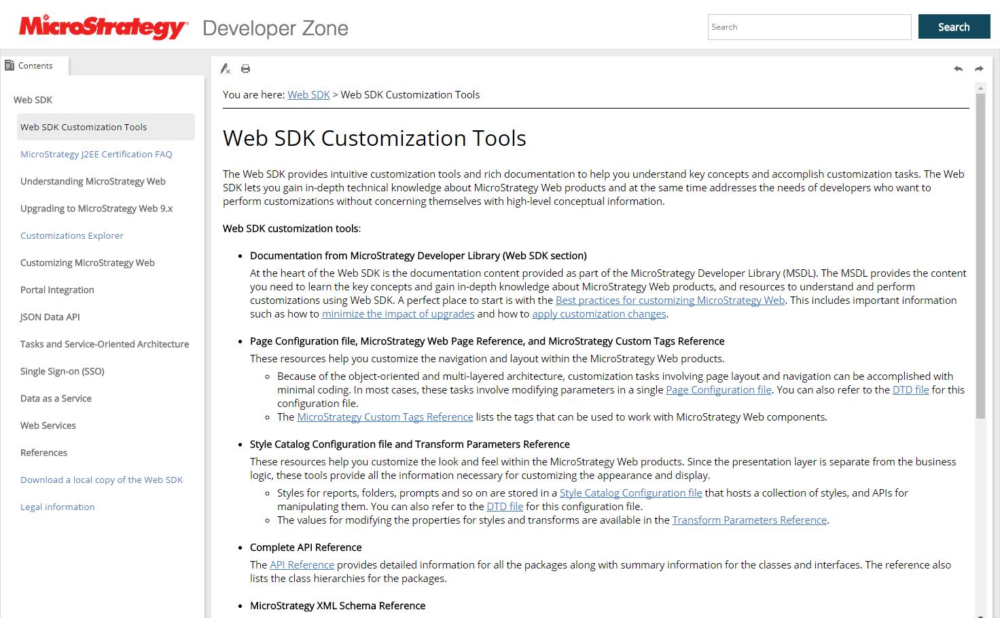 MicroStrategy Developer Zone
Search
Search
Contents
Web SDK
Web SDK Customization Tools
MicroStrategy J2EE Certification FAQ
Understanding MicroStrategy Web
Upgrading to MicroStrategy Web 9.x
Customizations Explorer
Customizing MicroStrategy Web
Portal Integration
JSON Data API
Tasks and Service-Oriented Architecture
Single Sign-on (SSO)
Data as a Service
Web Services
References
Download a local copy of the Web SDK
Legal information
You are here: Web SDK > Web SDK Customization Tools
Web SDK Customization Tools
The Web SDK provides intuitive customization tools and rich documentation to help you understand key concepts and accomplish customization tasks. The Web
SDK lets you gain in-depth technical knowledge about MicroStrategy Web products and at the same time addresses the needs of developers who want to
perform customizations without concerning themselves with high-level conceptual information.
Web SDK customization tools:
• Documentation from MicroStrategy Developer Library (Web SDK section)
At the heart of the Web SDK is the documentation content provided as part of the MicroStrategy Developer Library (MSDL). The MSDL provides the content
you need to learn the key concepts and gain in-depth knowledge about MicroStrategy Web products, and resources to understand and perform
customizations using Web SDK. A perfect place to start is with the Best practices for customizing MicroStrategy Web. This includes important information
such as how to minimize the impact of upgrades and how to apply customization changes.
• Page Configuration file, MicroStrategy Web Page Reference, and MicroStrategy Custom Tags Reference
These resources help you customize the navigation and layout within the MicroStrategy Web products.
◦ Because of the object-oriented and multi-layered architecture, customization tasks involving page layout and navigation can be accomplished with
minimal coding. In most cases, these tasks involve modifying parameters in a single Page Configuration file. You can also refer to the DTD file for this
configuration file.
◦ The MicroStrategy Custom Tags Reference lists the tags that can be used to work with MicroStrategy Web components.
• Style Catalog Configuration file and Transform Parameters Reference
These resources help you customize the look and feel within the MicroStrategy Web products. Since the presentation layer is separate from the business
logic, these tools provide all the information necessary for customizing the appearance and display.
◦ Styles for reports, folders, prompts and so on are stored in a Style Catalog Configuration file that hosts a collection of styles, and APIs for
manipulating them. You can also refer to the DTD file for this configuration file.
◦ The values for modifying the properties for styles and transforms are available in the Transform Parameters Reference.
• Complete API Reference
The API Reference provides detailed information for all the packages along with summary information for the classes and interfaces. The reference also
lists the class hierarchies for the packages.
• MicroStrategy XML Schema Reference